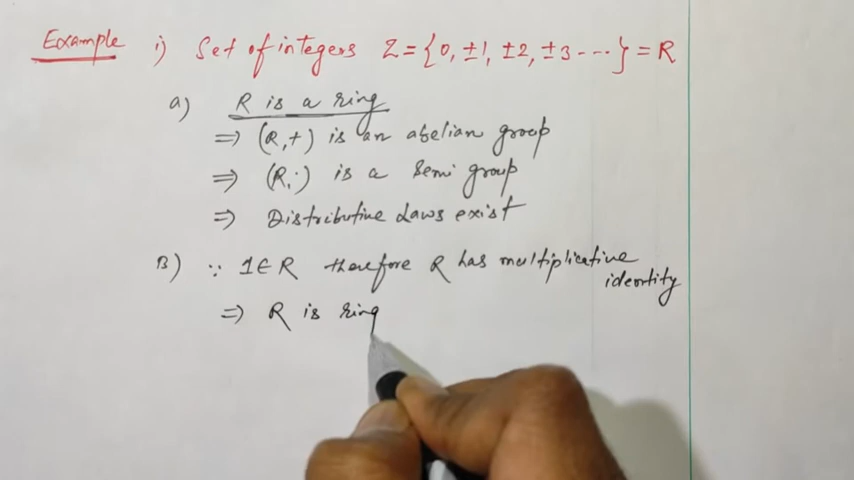 Example i) Set of integers Z = {0, ±1, ±2, ±3 ----} = R
a) R is a ring
⇒ (R,+) is an abelian group
⇒ (R,·) is a semi group
⇒ Distributive Laws exist
B) ∵ 1∈R therefore R has multiplicative
identity
⇒ R is ring